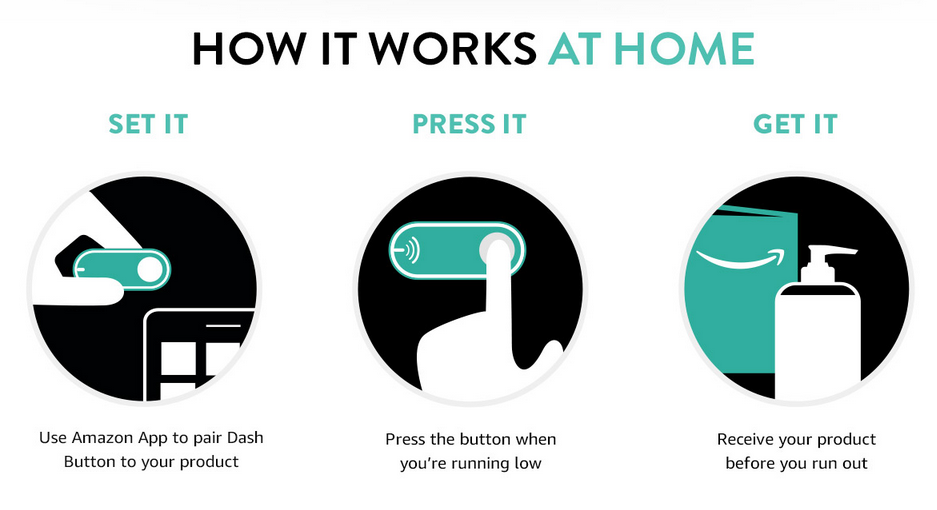 HOW IT WORKS AT HOME
SET IT
PRESS IT
GET IT
Use Amazon App to pair Dash
Button to your product
Press the button when
you're running low
Receive your product
before you run out